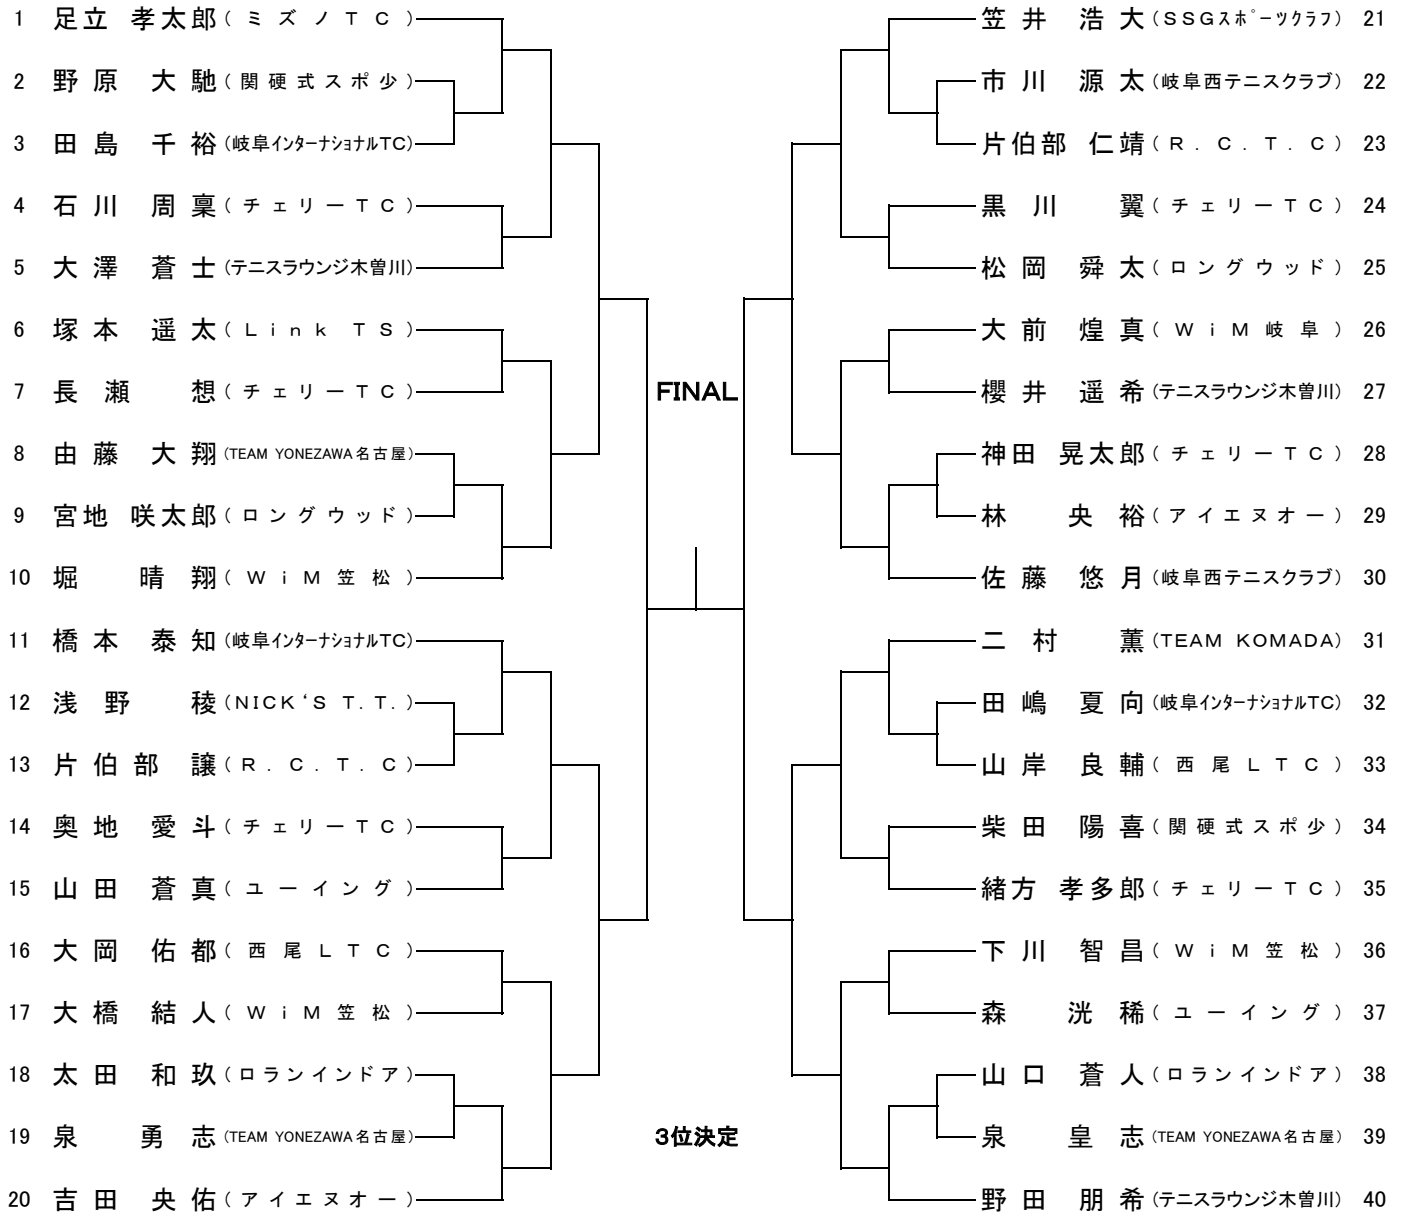 1 足立 孝太郎 (ミズノTC)
2 野原 大馳 (関硬式スポ少)
3 田島 千裕 (岐阜インターナショナルTC)
4 石川 周稟 (チェリーTC)
5 大澤 蒼士 (テニスラウンジ木曽川)
6 塚本 遥太 (Link TS)
7 長瀬 想 (チェリーTC)
8 由藤 大翔 (TEAM YONEZAWA名古屋)
9 宮地 咲太郎 (ロングウッド)
10 堀 晴翔 (WiM笠松)
11 橋本 泰知 (岐阜インターナショナルTC)
12 浅野 稜 (NICK‘S T.T.)
13 片伯部 譲 (R.C.T.C)
14 奥地 愛斗 (チェリーTC)
15 山田 蒼真 (ユーイング)
16 大岡 佑都 (西尾LTC)
17 大橋 結人 (WiM笠松)
18 太田 和玖 (ロランインドア)
19 泉 勇志 (TEAM YONEZAWA名古屋)
20 吉田 央佑 (アイエヌオー)
FINAL
3位決定
笠井 浩大 (SSGスポーツクラフ) 21
市川 源太 (岐阜西テニスクラブ) 22
片伯部 仁靖 (R.C.T.C) 23
黒川 翼 (チェリーTC) 24
松岡 舜太 (ロングウッド) 25
大前 煌真 (WiM岐阜) 26
櫻井 遥希 (テニスラウンジ木曽川) 27
神田 晃太郎 (チェリーTC) 28
林 央裕 (アイエヌオー) 29
佐藤 悠月 (岐阜西テニスクラブ) 30
二村 薫 (TEAM KOMADA) 31
田嶋 夏向 (岐阜インターナショナルTC) 32
山岸 良輔 (西尾LTC) 33
柴田 陽喜 (関硬式スポ少) 34
緒方 孝多郎 (チェリーTC) 35
下川 智昌 (WiM笠松) 36
森 洸稀 (ユーイング) 37
山口 蒼人 (ロランインドア) 38
泉 皇志 (TEAM YONEZAWA名古屋) 39
野田 朋希 (テニスラウンジ木曽川) 40